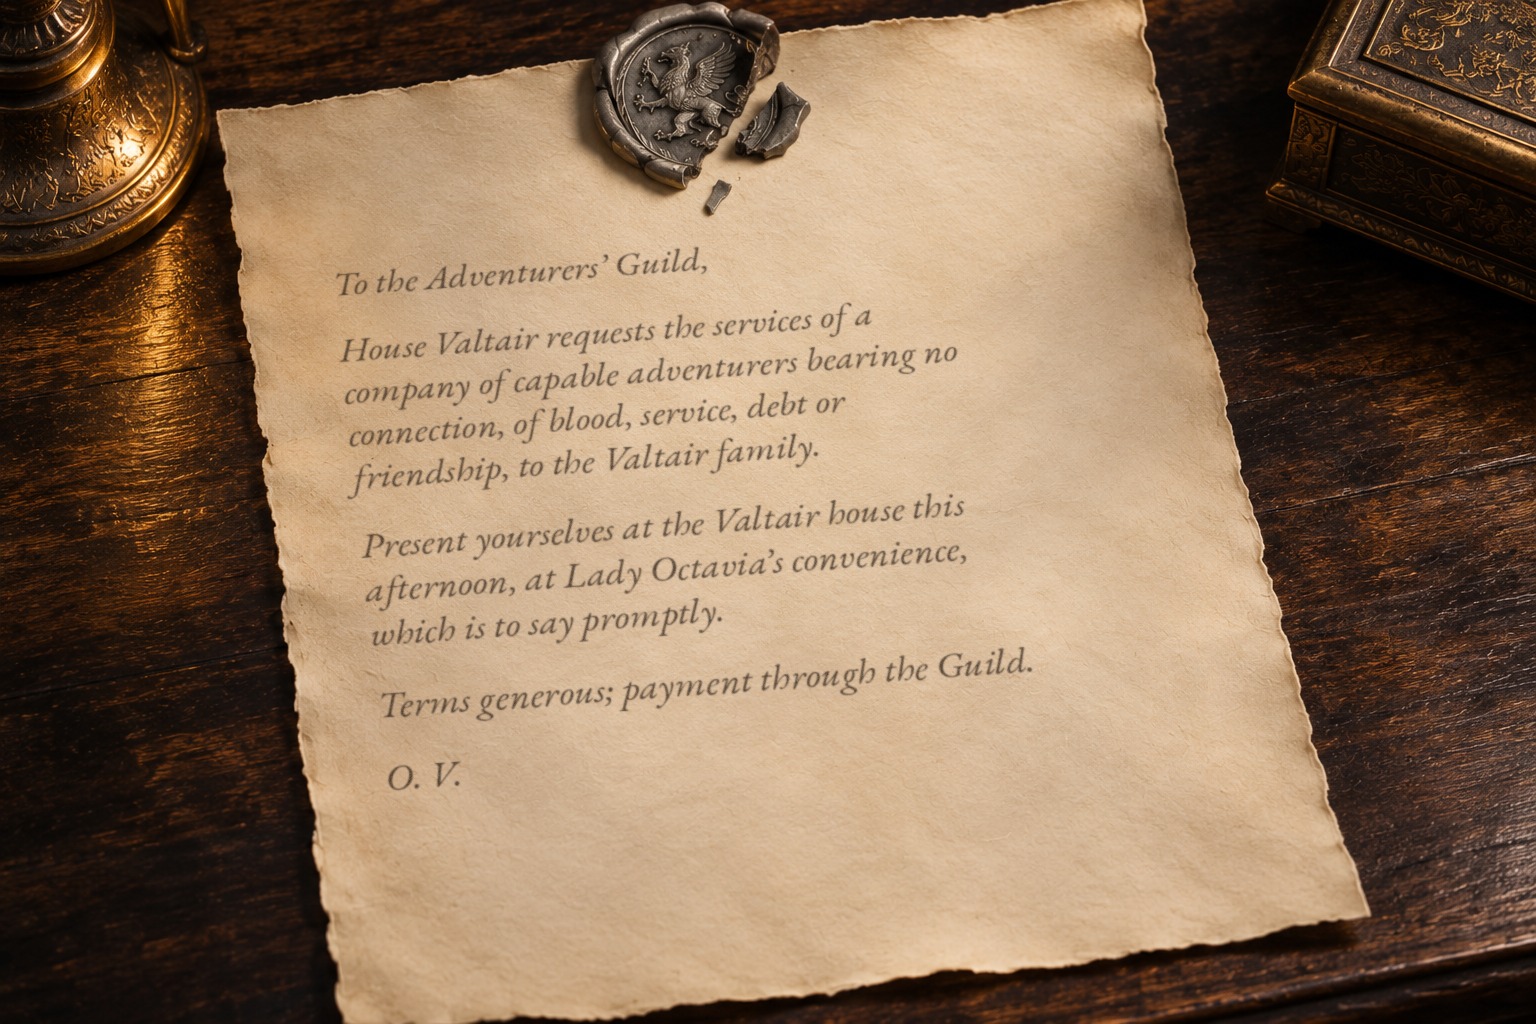 To the Adventurers’ Guild,
House Valtair requests the services of a
company of capable adventurers bearing no
connection, of blood, service, debt or
friendship, to the Valtair family.
Present yourselves at the Valtair house this
afternoon, at Lady Octavia’s convenience,
which is to say promptly.
Terms generous; payment through the Guild.
O. V.